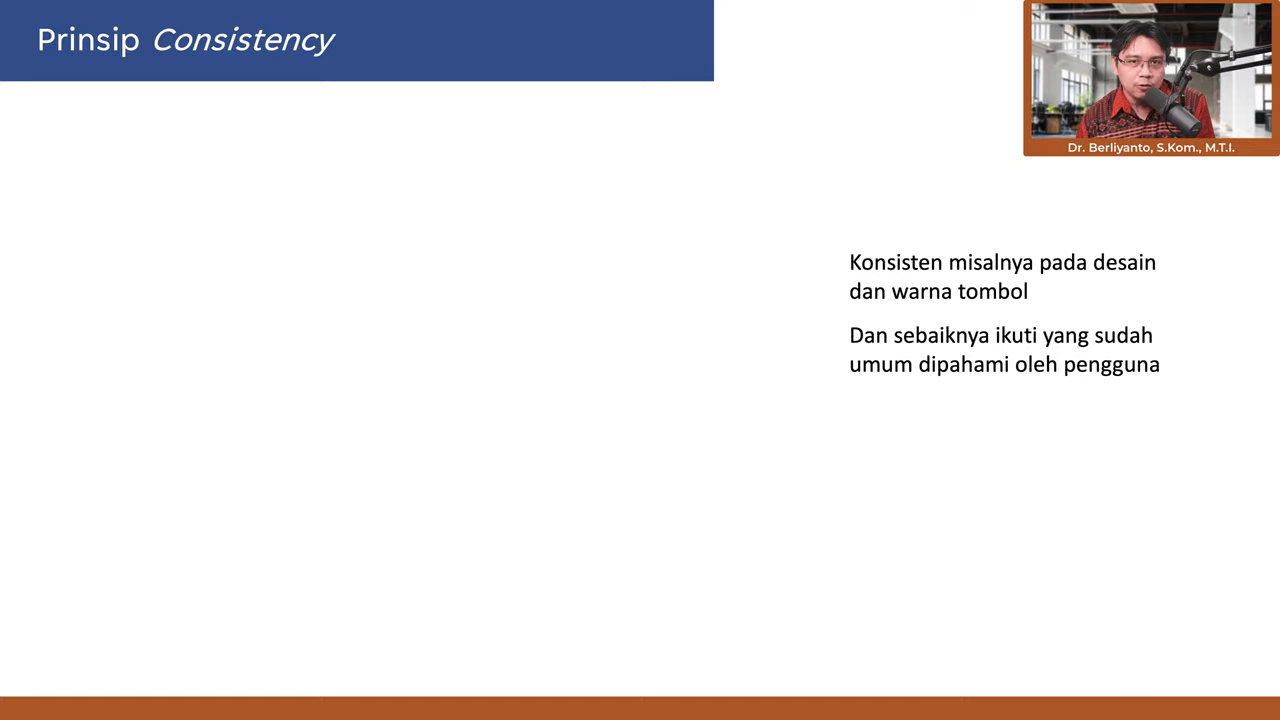 Prinsip Consistency
Dr. Berliyanto, S.Kom., M.T.I.
Konsisten misalnya pada desain
dan warna tombol
Dan sebaiknya ikuti yang sudah
umum dipahami oleh pengguna